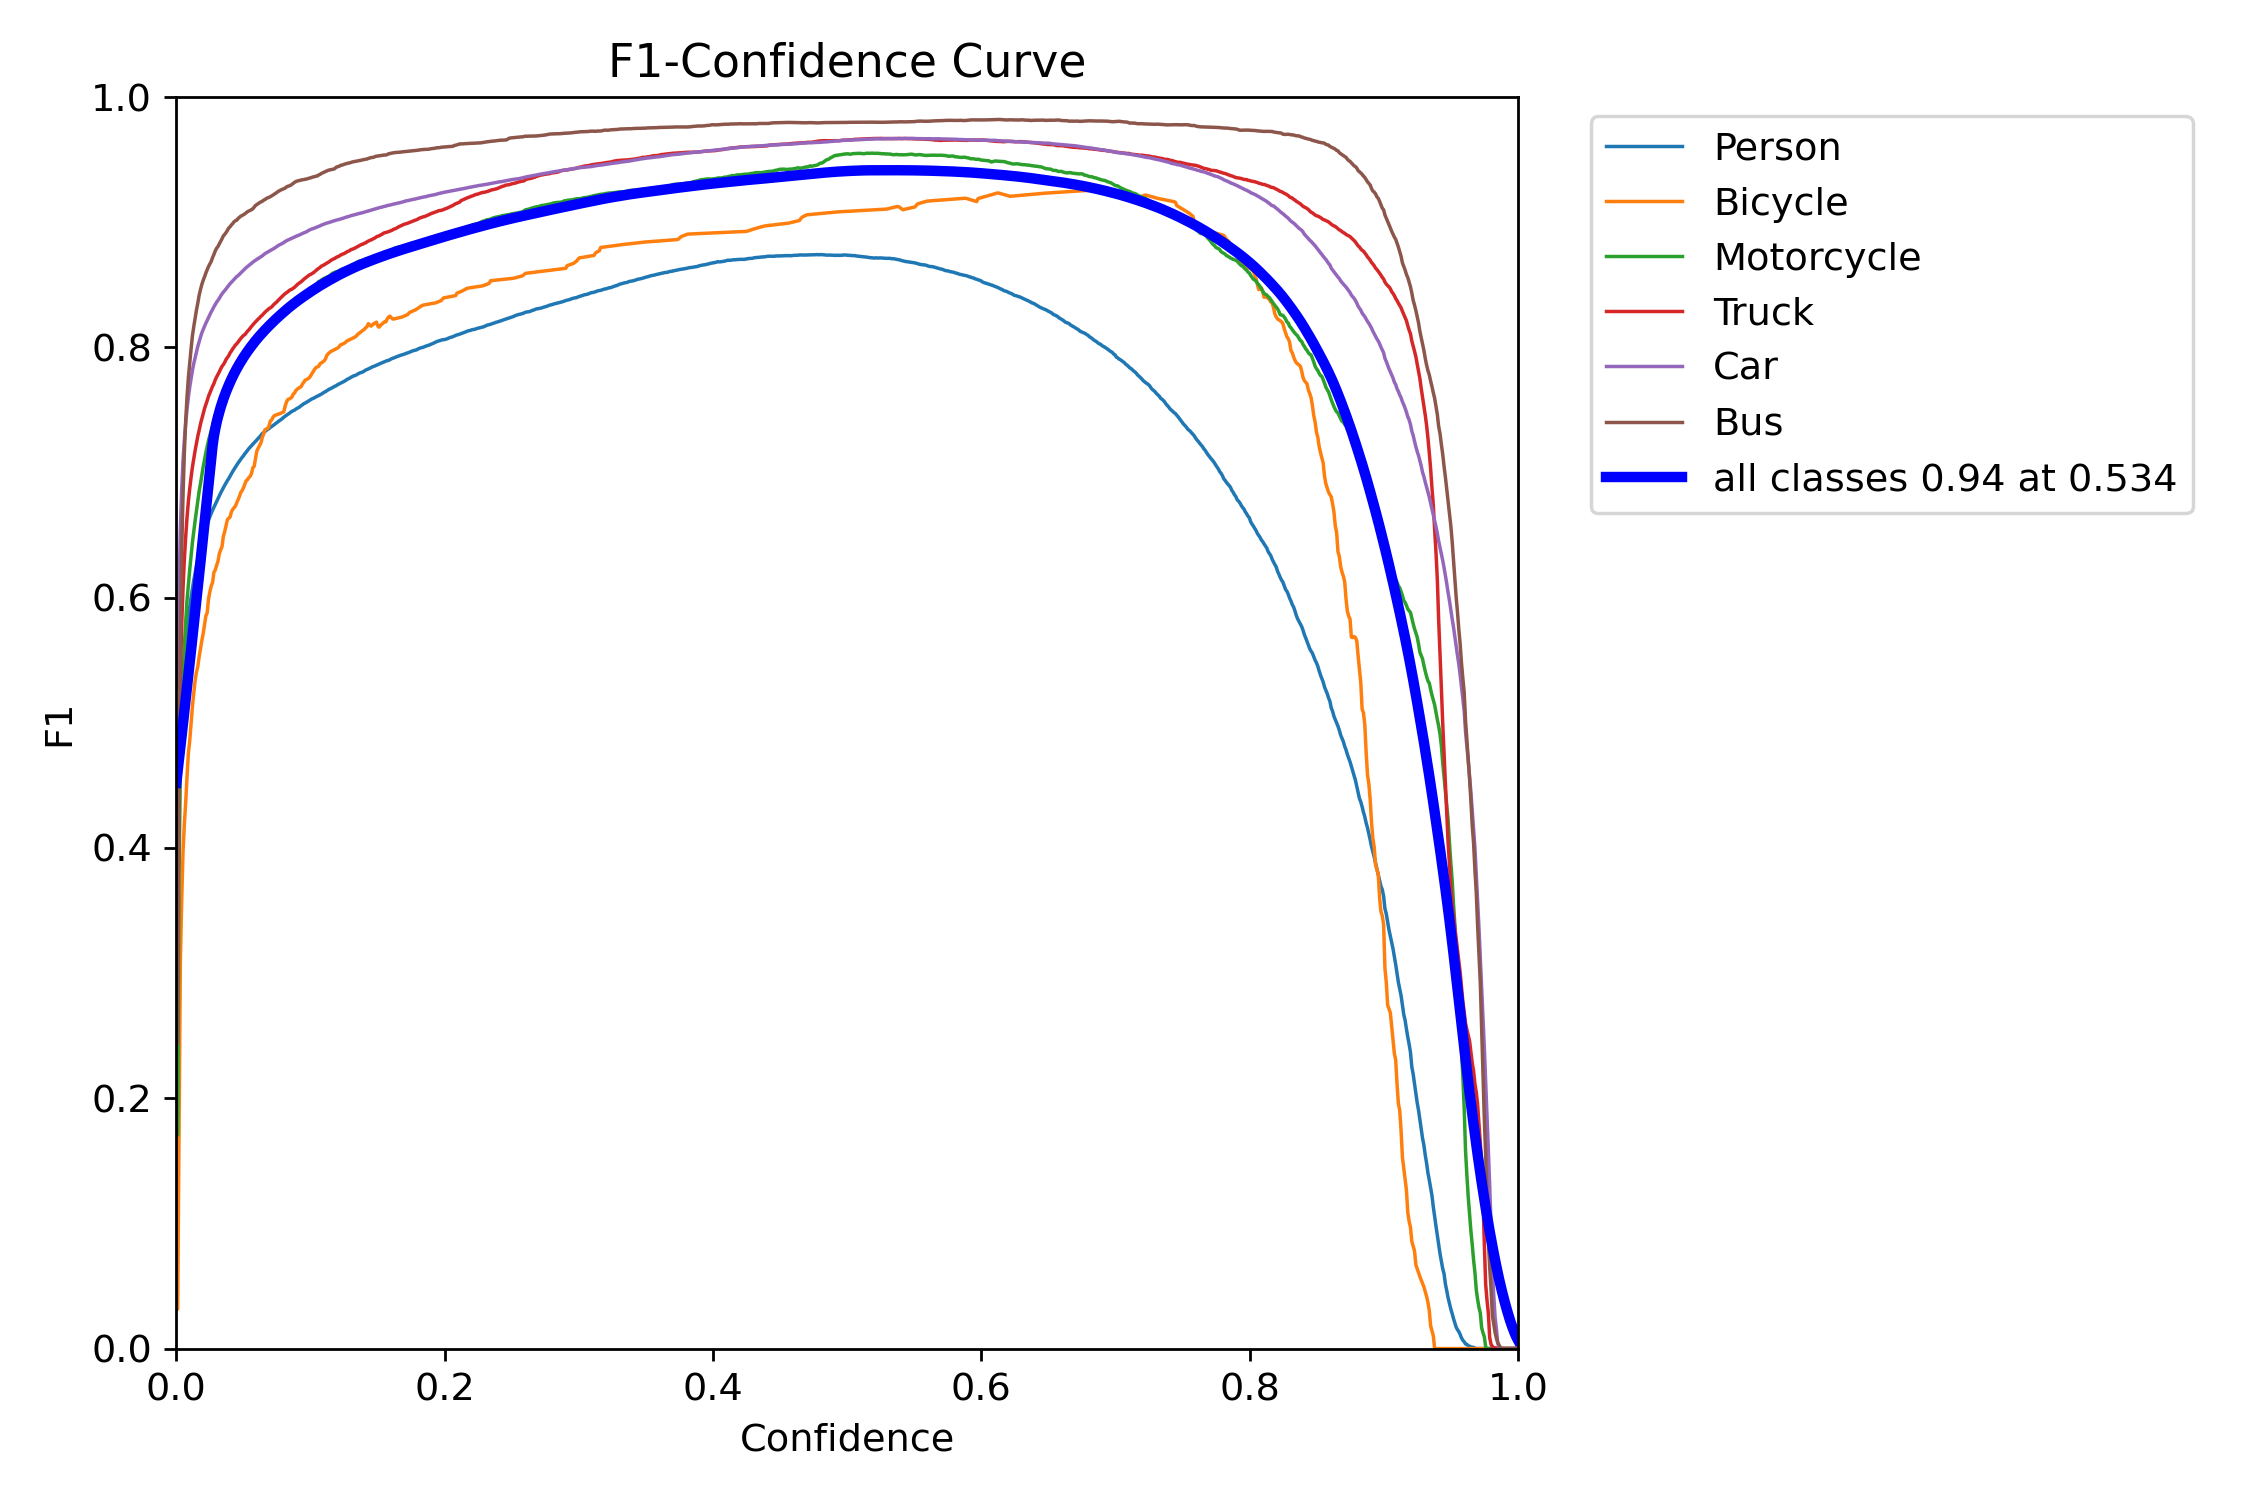 F1-Confidence Curve
1.0
0.8
0.6
0.4
0.2
0.0
F1
0.0 0.2 0.4 0.6 0.8 1.0
Confidence
Person
Bicycle
Motorcycle
Truck
Car
Bus
all classes 0.94 at 0.534